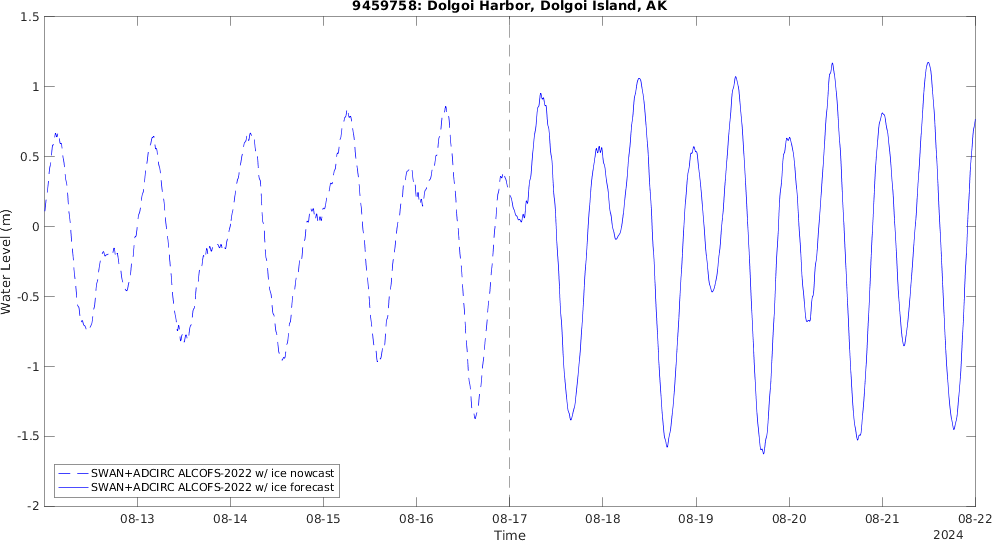 9459758: Dolgoi Harbor, Dolgoi Island, AK
1.5
1
0.5
0
-0.5
-1
-1.5
-2
Water Level (m)
SWAN+ADCIRC ALCOFS-2022 w/ ice nowcast
SWAN+ADCIRC ALCOFS-2022 w/ ice forecast
08-13 08-14 08-15 08-16 08-17 08-18 08-19 08-20 08-21 08-22
Time
2024